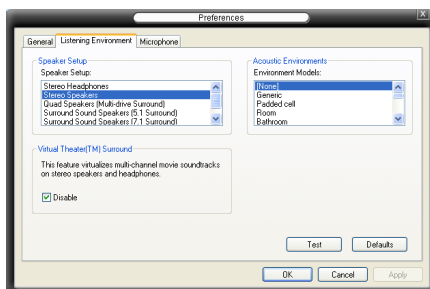 Preferences
X
General Listening Environment Microphone
Speaker Setup
Speaker Setup:
Stereo Headphones
Stereo Speakers
Quad Speakers (Multi-drive Surround)
Surround Sound Speakers (5.1 Surround)
Surround Sound Speakers (7.1 Surround)
Acoustic Environments
Environment Models:
[None]
Generic
Padded cell
Room
Bathroom
Virtual Theater(TM) Surround
This feature virtualizes multi-channel movie soundtracks
on stereo speakers and headphones.
Disable
Test Defaults
OK Cancel Apply